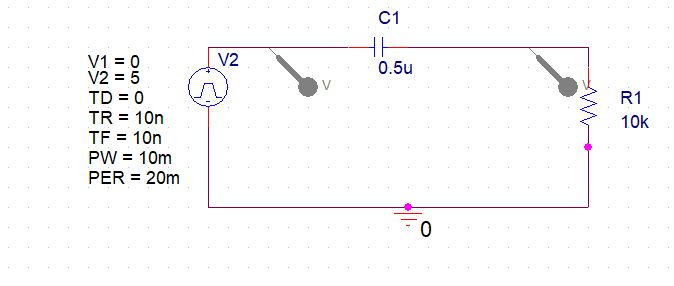 C1
V1 = 0
V2
V
0.5u
V
V2 = 5
TD = 0
R1
TR = 10n
10k
TF = 10n
PW = 10m
PER = 20m
0